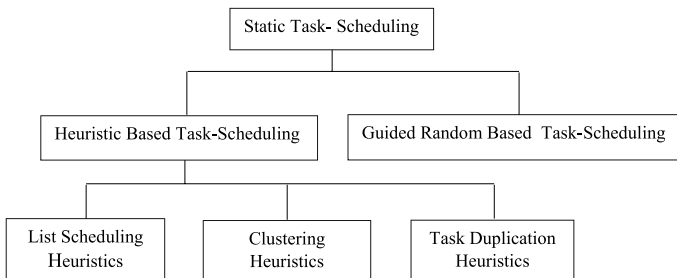 Static Task- Scheduling
Heuristic Based Task-Scheduling
Guided Random Based Task-Scheduling
List Scheduling
Heuristics
Clustering
Heuristics
Task Duplication
Heuristics